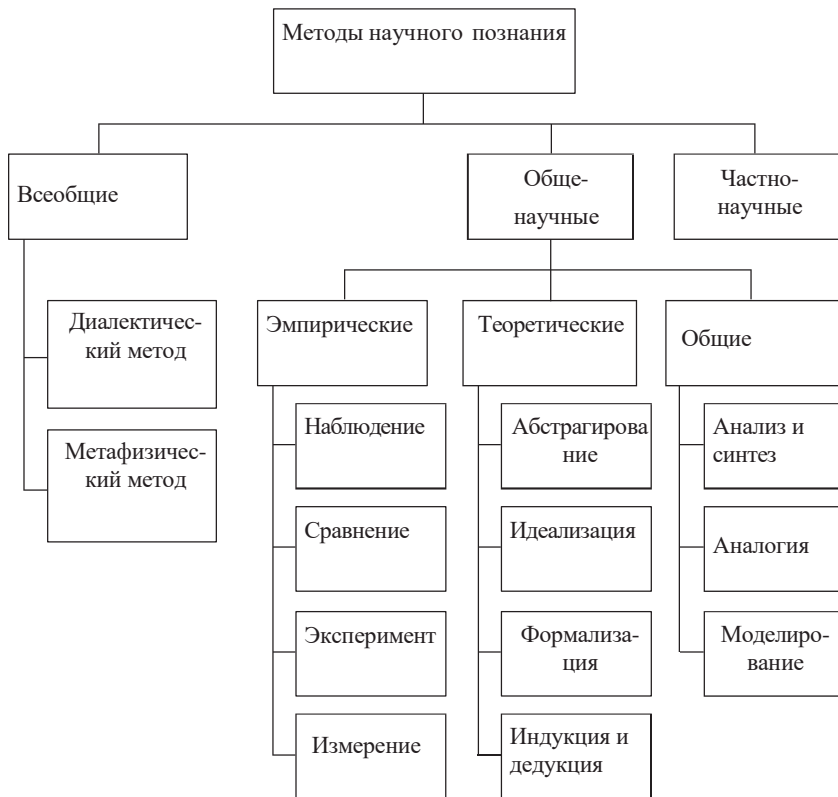 Методы научного познания
Всеобщие
Обще-
научные
Частно-
научные
Диалектичес-
кий метод
Метафизичес-
кий метод
Эмпирические
Теоретические
Общие
Наблюдение
Сравнение
Эксперимент
Измерение
Абстрагирова
ние
Идеализация
Формализа-
ция
Индукция и
дедукция
Анализ и
синтез
Аналогия
Моделиро-
вание